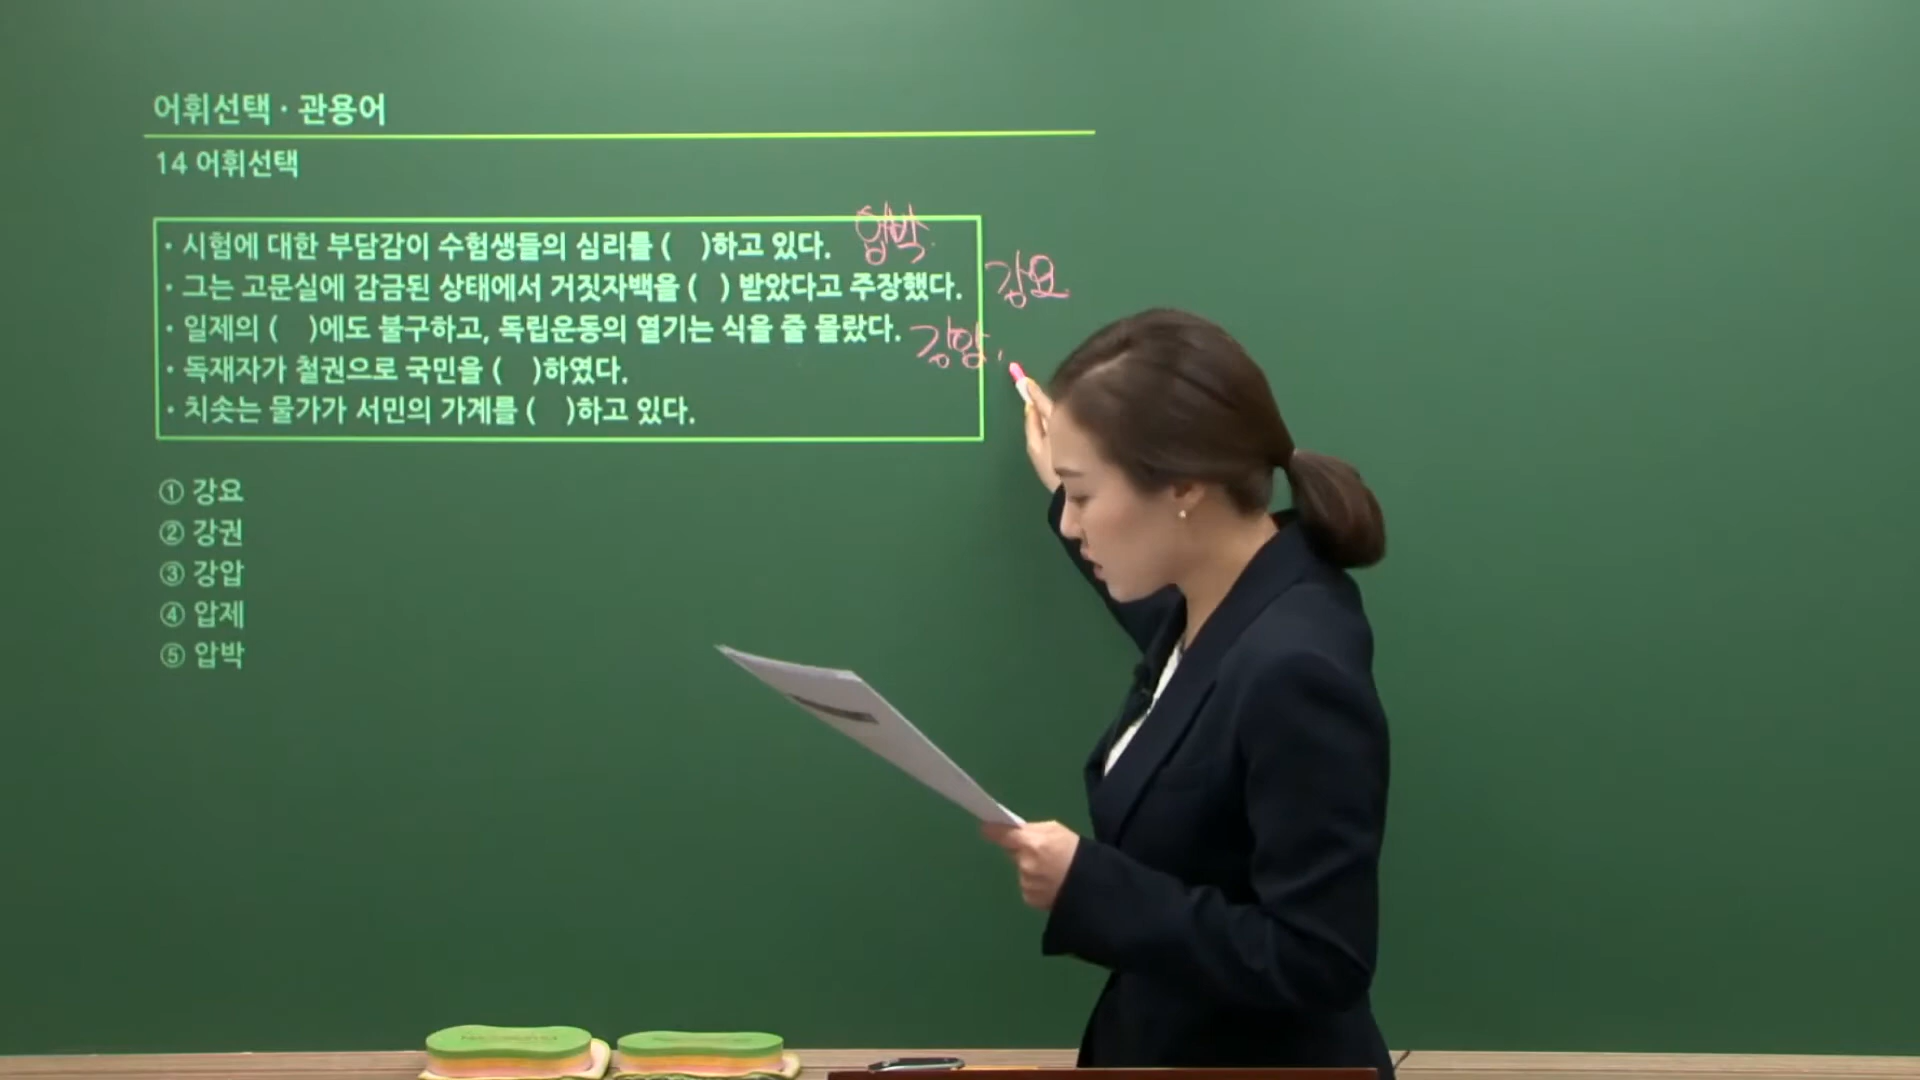 어휘선택 · 관용어
14 어휘선택
· 시험에 대한 부담감이 수험생들의 심리를 ( )하고 있다. 압박
· 그는 고문실에 감금된 상태에서 거짓자백을 ( ) 받았다고 주장했다. 강요
· 일제의 ( )에도 불구하고, 독립운동의 열기는 식을 줄 몰랐다. 강압
· 독재자가 철권으로 국민을 ( )하였다.
· 치솟는 물가가 서민의 가계를 ( )하고 있다.
① 강요
② 강권
③ 강압
④ 압제
⑤ 압박